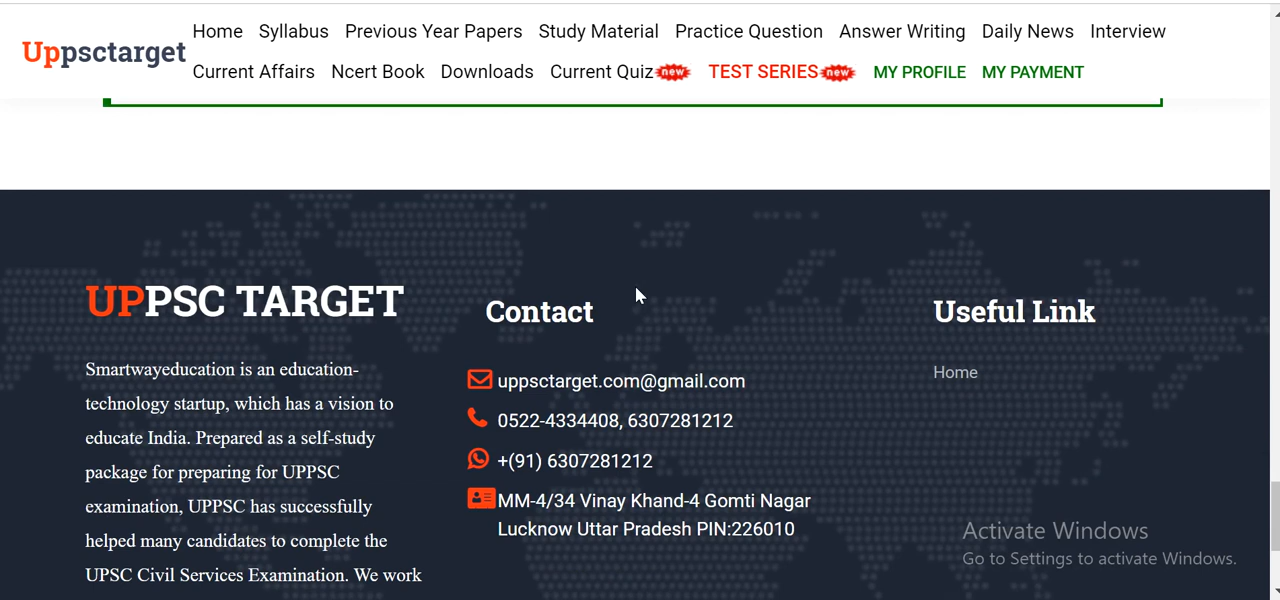 Home Syllabus Previous Year Papers Study Material Practice Question Answer Writing Daily News Interview
Uppsctarget
Current Affairs Ncert Book Downloads Current Quiz new TEST SERIES new MY PROFILE MY PAYMENT
UPPSC TARGET
Smartwayeducation is an education-
technology startup, which has a vision to
educate India. Prepared as a self-study
package for preparing for UPPSC
examination, UPPSC has successfully
helped many candidates to complete the
UPSC Civil Services Examination. We work
Contact
uppsctarget.com@gmail.com
0522-4334408, 6307281212
+(91) 6307281212
MM-4/34 Vinay Khand-4 Gomti Nagar
Lucknow Uttar Pradesh PIN:226010
Useful Link
Home
Activate Windows
Go to Settings to activate Windows.